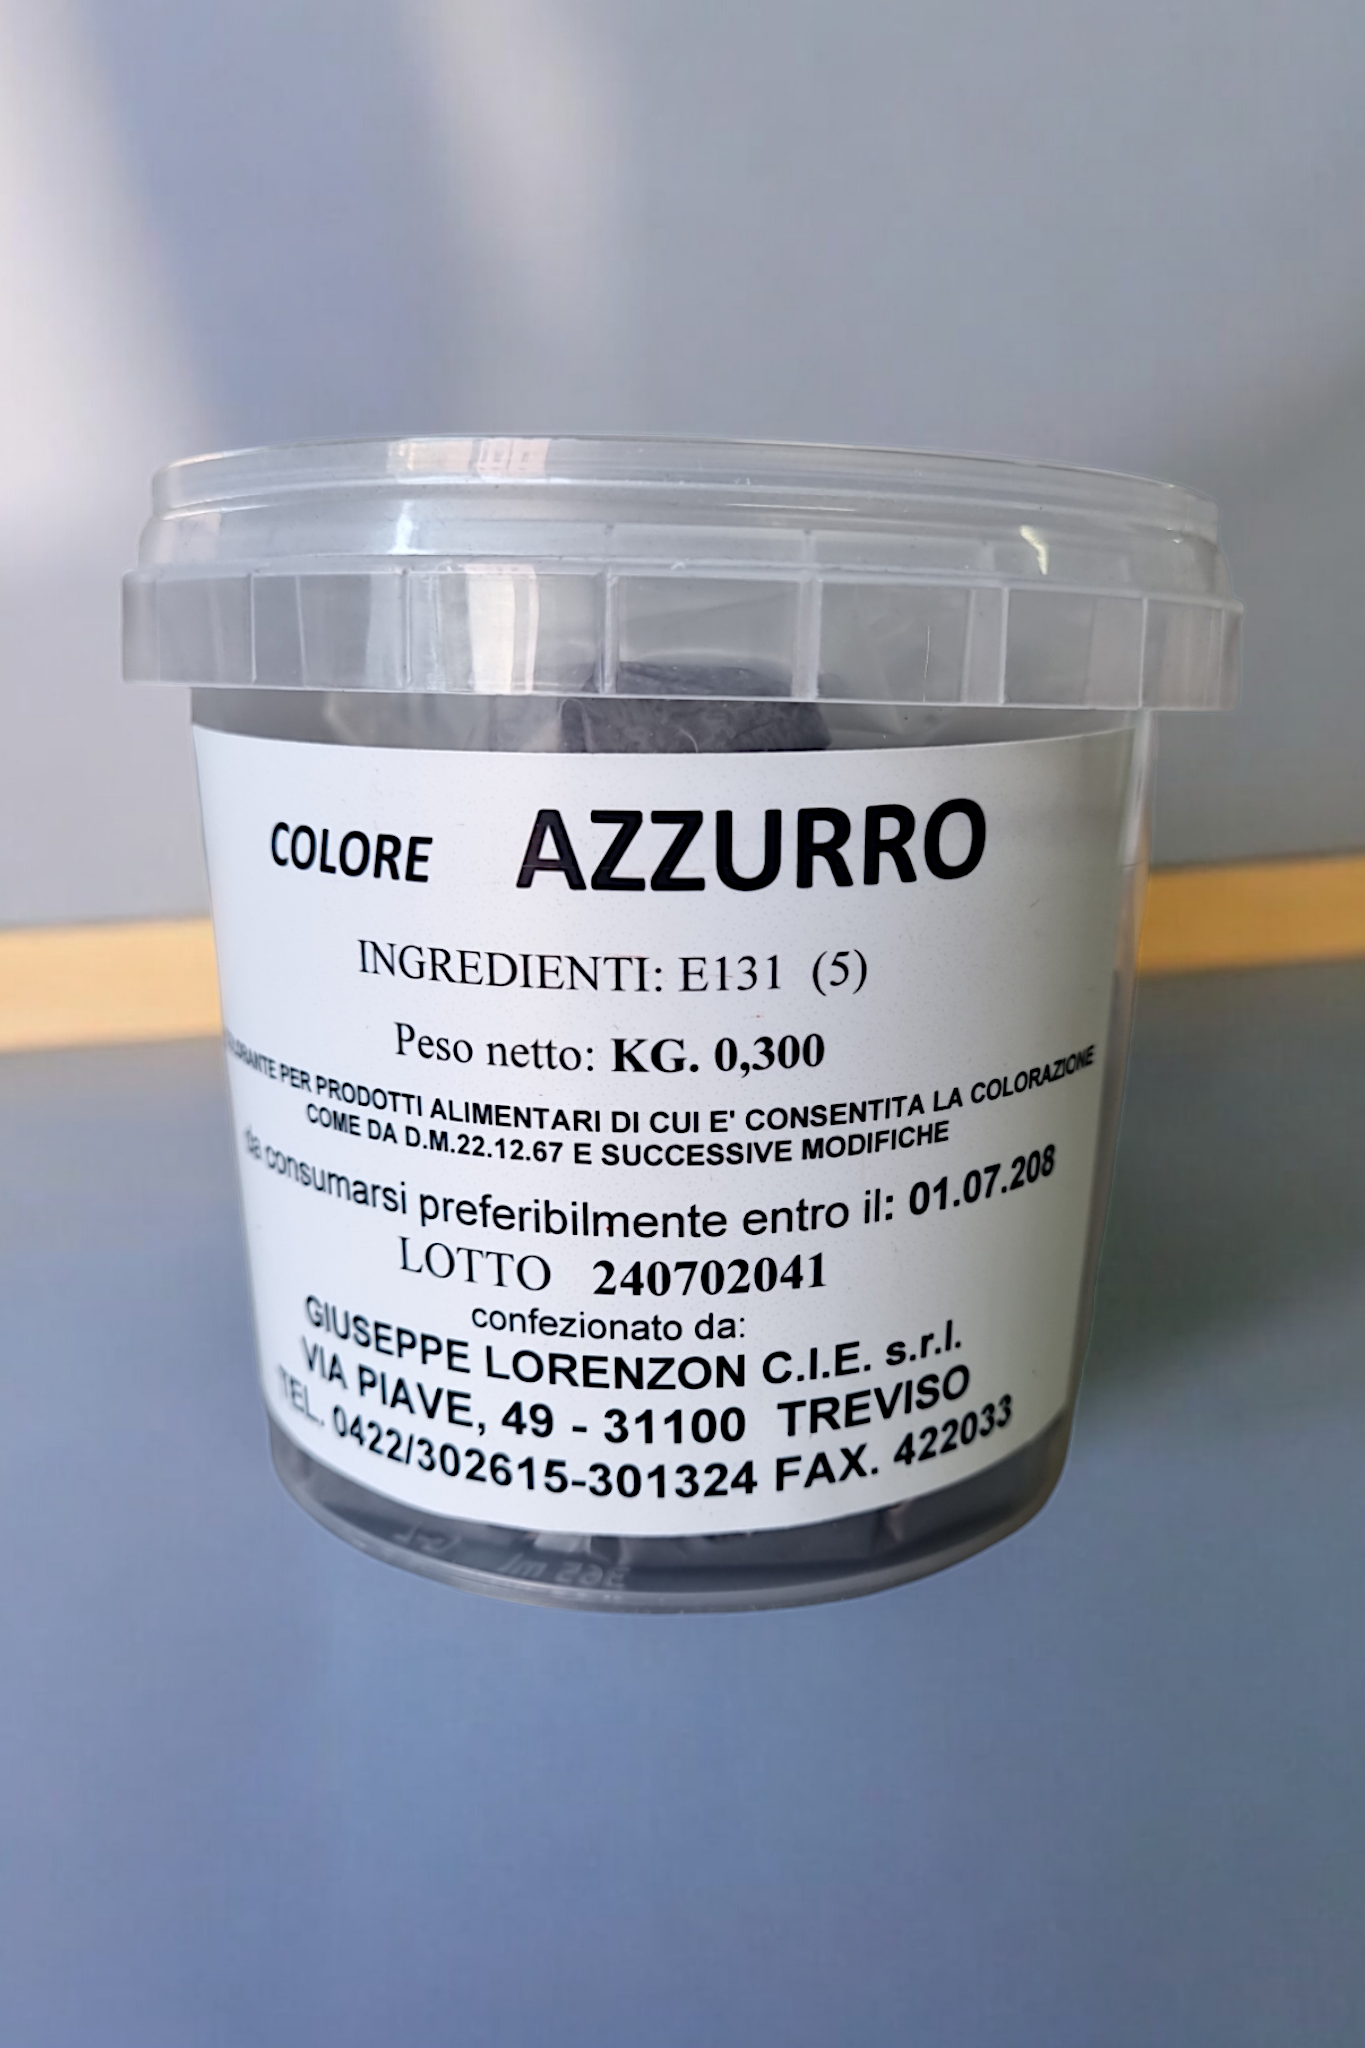 COLORE AZZURRO
INGREDIENTI: E131 (5)
Peso netto: KG. 0,300
COLORANTE PER PRODOTTI ALIMENTARI DI CUI E' CONSENTITA LA COLORAZIONE
COME DA D.M.22.12.67 E SUCCESSIVE MODIFICHE
da consumarsi preferibilmente entro il: 01.07.208
LOTTO 240702041
confezionato da:
GIUSEPPE LORENZON C.I.E. s.r.l.
VIA PIAVE, 49 - 31100 TREVISO
TEL. 0422/302615-301324 FAX. 422033